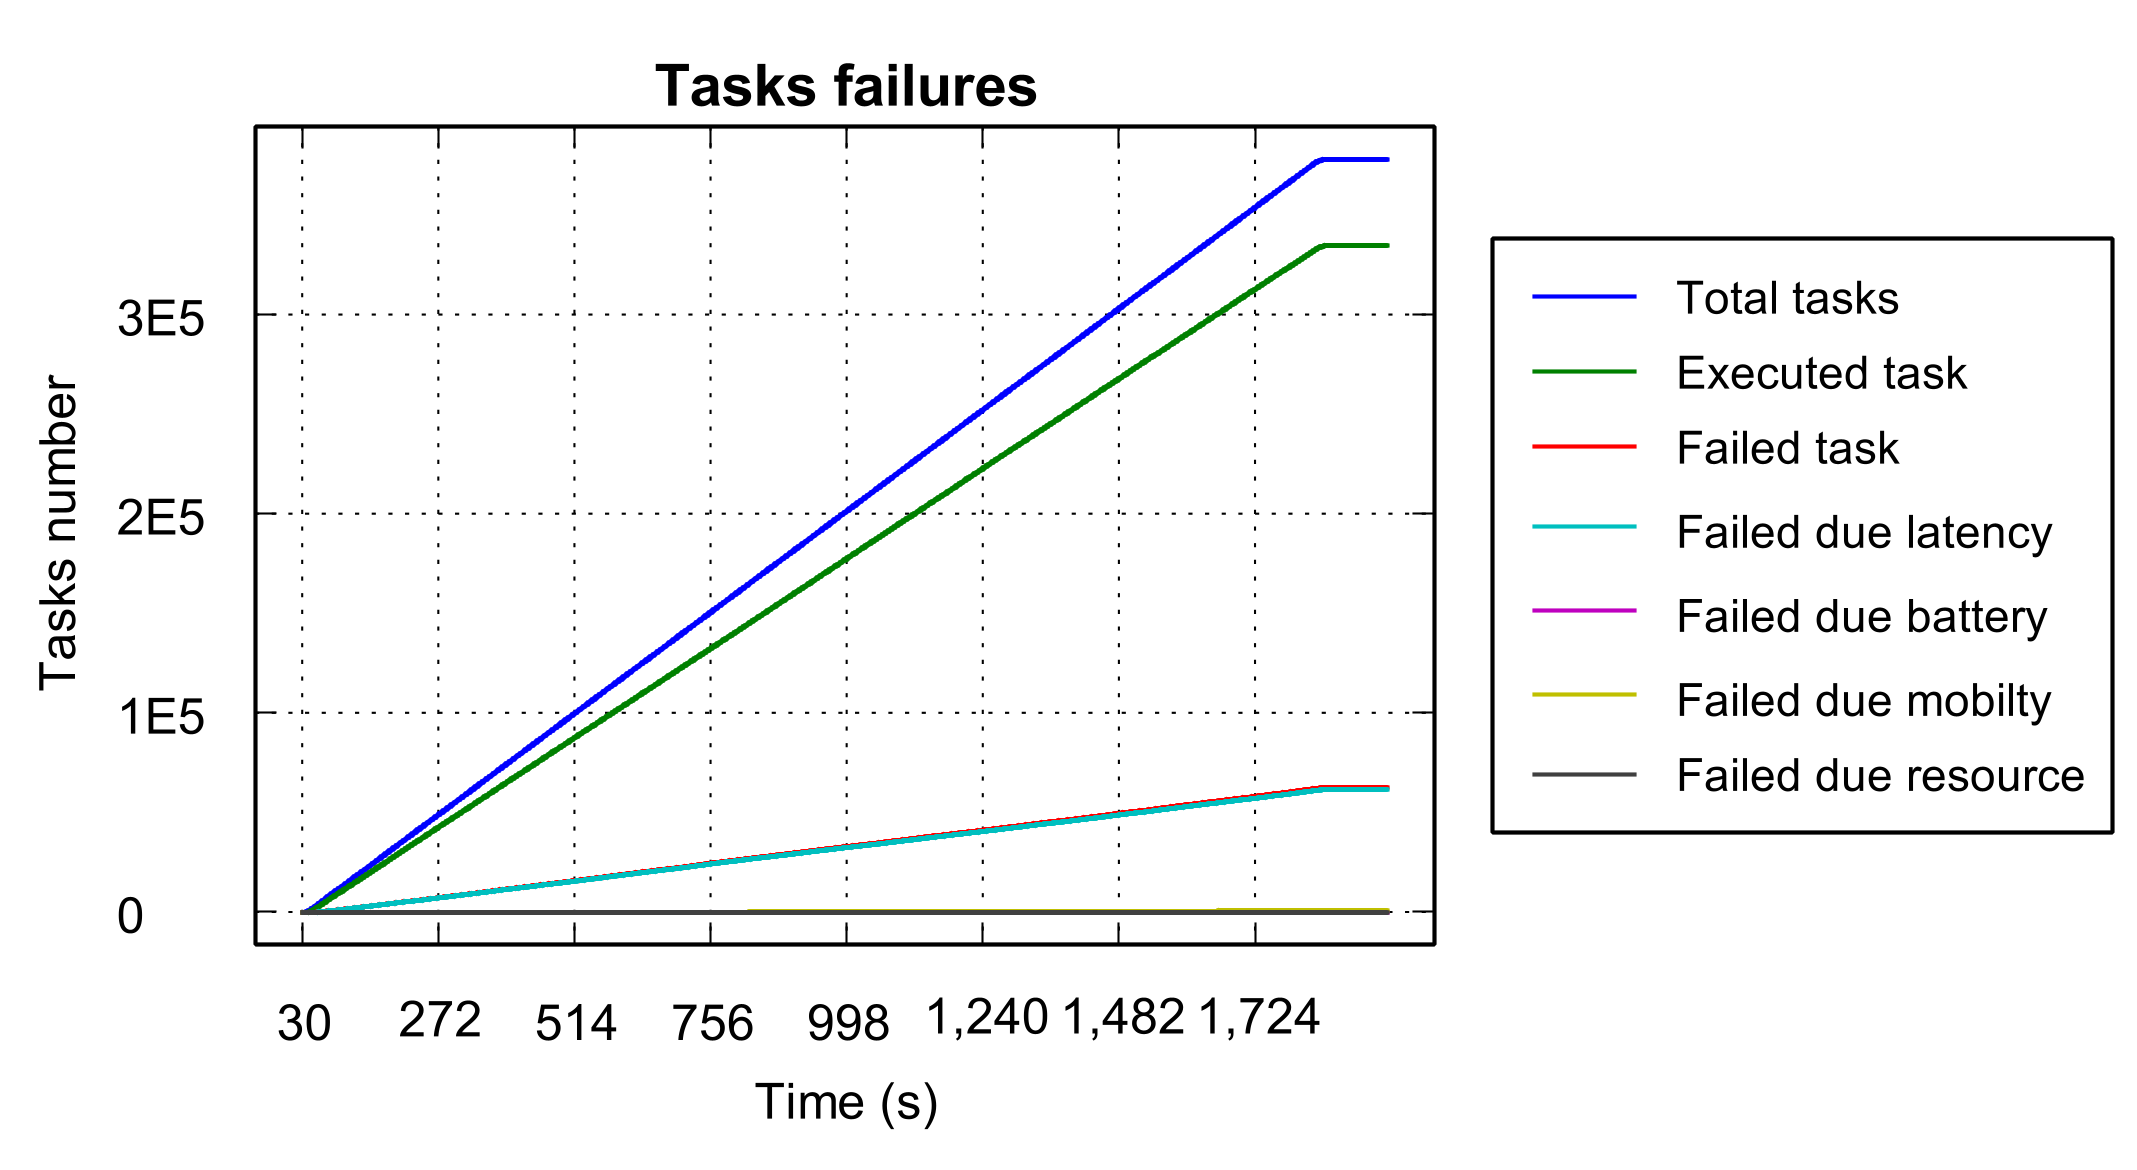 Tasks failures
Tasks number
3E5
2E5
1E5
0
30 272 514 756 998 1,240 1,482 1,724
Time (s)
Total tasks
Executed task
Failed task
Failed due latency
Failed due battery
Failed due mobilty
Failed due resource